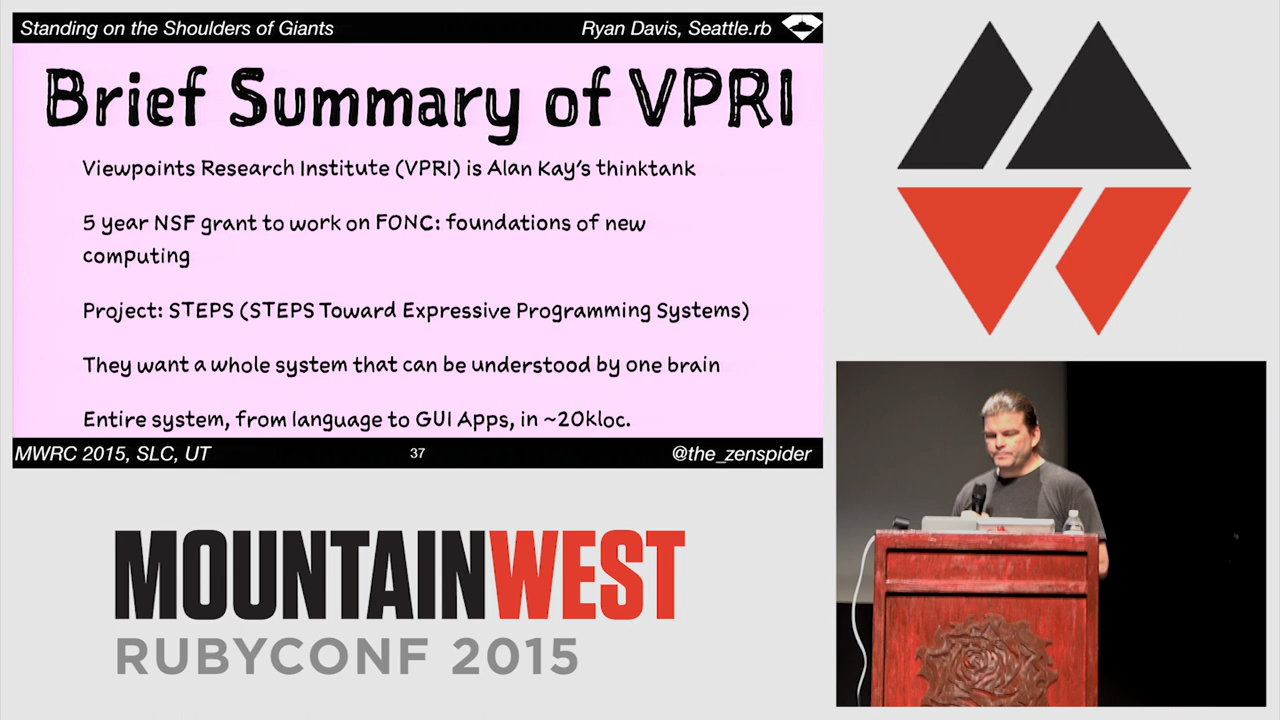 Standing on the Shoulders of Giants
Ryan Davis, Seattle.rb
Brief Summary of VPRI
Viewpoints Research Institute (VPRI) is Alan Kay's thinktank
5 year NSF grant to work on FONC: foundations of new
computing
Project: STEPS (STEPS Toward Expressive Programming Systems)
They want a whole system that can be understood by one brain
Entire system, from language to GUI Apps, in ~20kloc.
MWRC 2015, SLC, UT
37
@the_zenspider
MOUNTAINWEST
RUBYCONF 2015